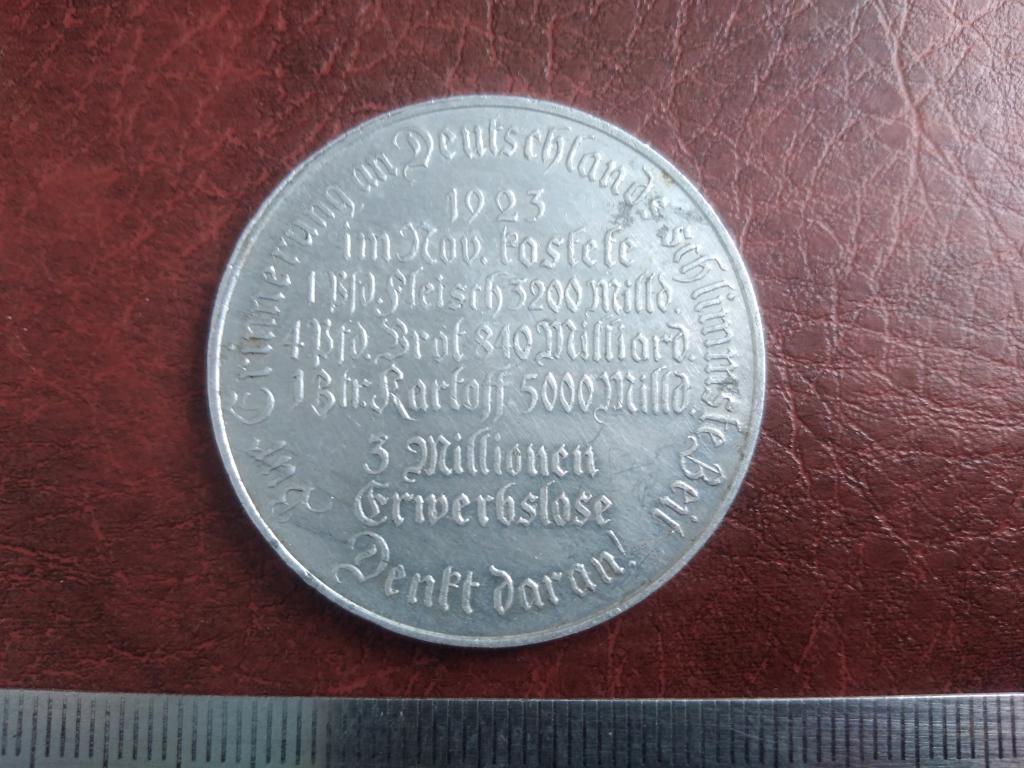 Zur Erinnerung an Deutschlands schlimmste Zeit
1923
im Nov. kostete
1 Pfd. Fleisch 3200 Milld.
4 Pfd. Brot 840 Milliard.
1 Ztr. Kartoff 5000 Milld.
3 Millionen
Erwerbslose
Denkt daran!